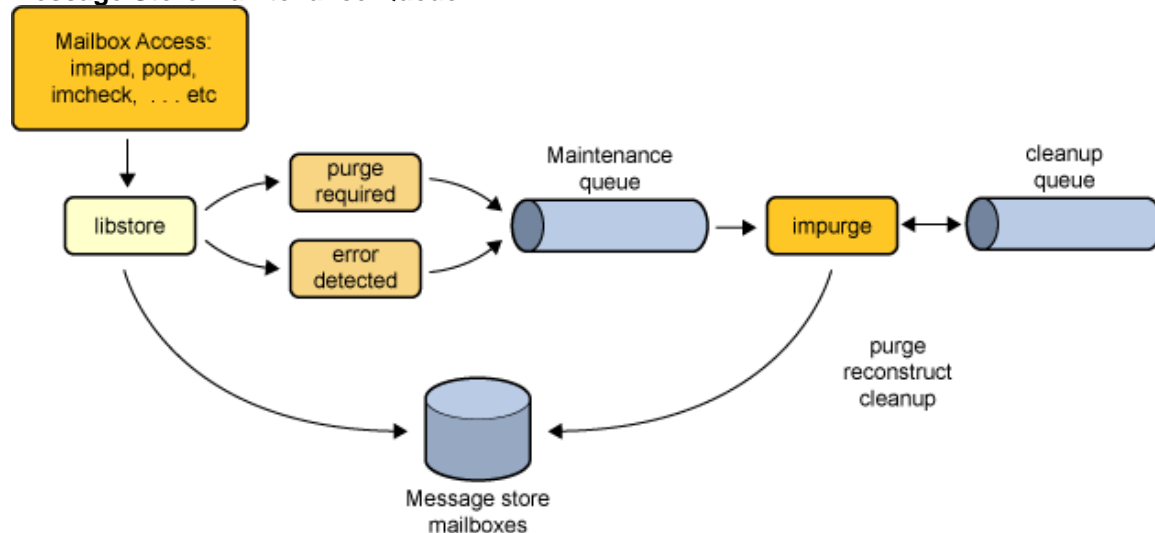 Mailbox Access:
imapd, popd,
imcheck, . . . etc
purge
required
Maintenance
queue
cleanup
queue
libstore
impurge
error
detected
purge
reconstruct
cleanup
Message store
mailboxes